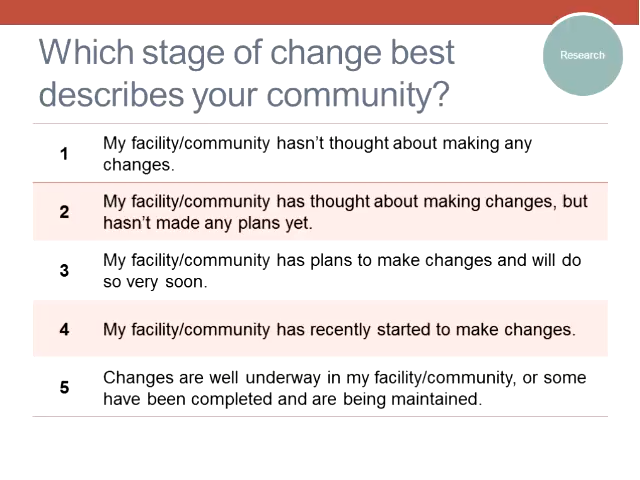 Which stage of change best
describes your community?
Research
1
My facility/community hasn’t thought about making any
changes.
2
My facility/community has thought about making changes, but
hasn’t made any plans yet.
3
My facility/community has plans to make changes and will do
so very soon.
4
My facility/community has recently started to make changes.
5
Changes are well underway in my facility/community, or some
have been completed and are being maintained.